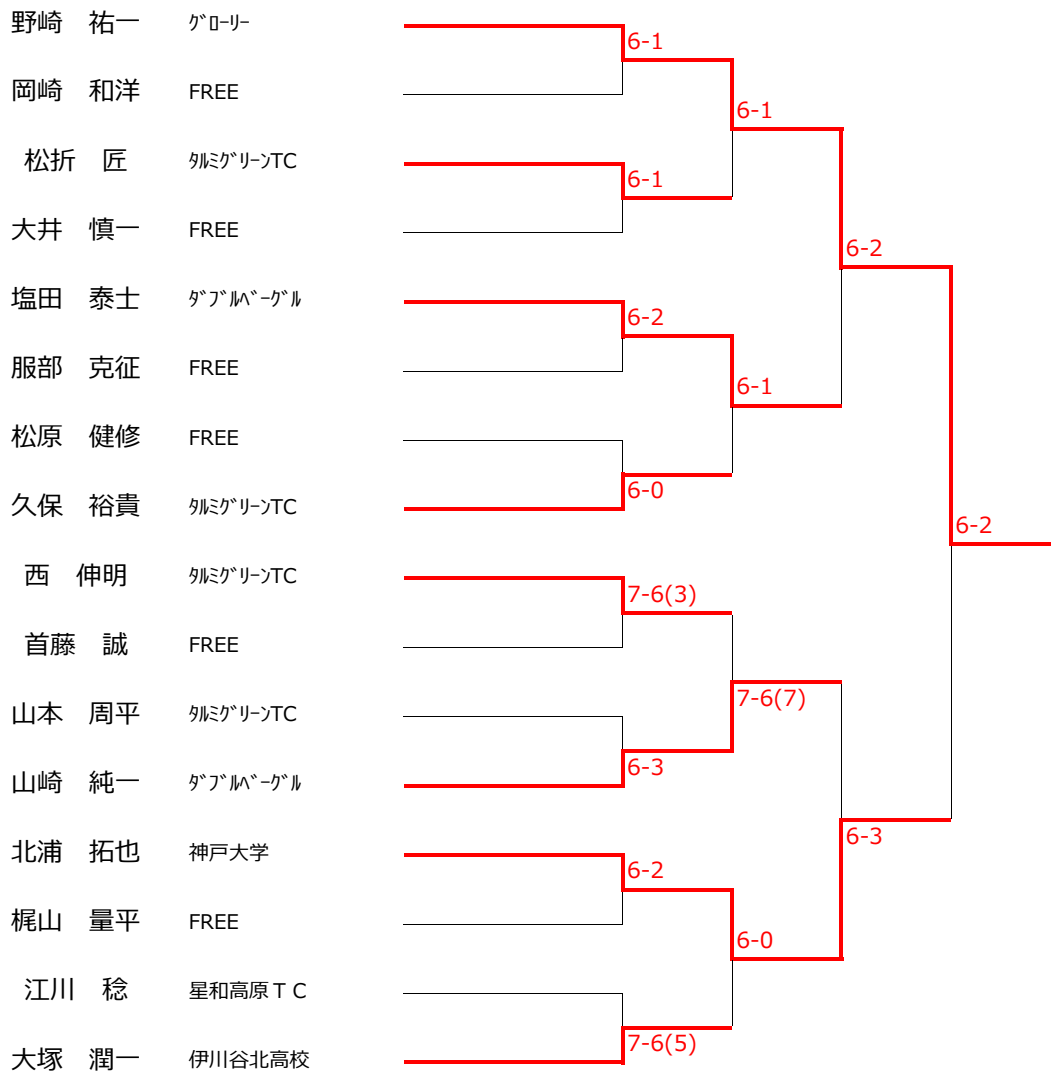 野崎　祐一 グローリー
6-1
岡崎　和洋 FREE
6-1
松折　匠 タルミグリーンTC
6-1
大井　慎一 FREE
6-2
塩田　泰士 ダブルベーグル
6-2
服部　克征 FREE
6-1
松原　健修 FREE
6-0
久保　裕貴 タルミグリーンTC
6-2
西　伸明 タルミグリーンTC
7-6(3)
首藤　誠 FREE
7-6(7)
山本　周平 タルミグリーンTC
6-3
山崎　純一 ダブルベーグル
6-3
北浦　拓也 神戸大学
6-2
梶山　量平 FREE
6-0
江川　稔 星和高原ＴＣ
7-6(5)
大塚　潤一 伊川谷北高校